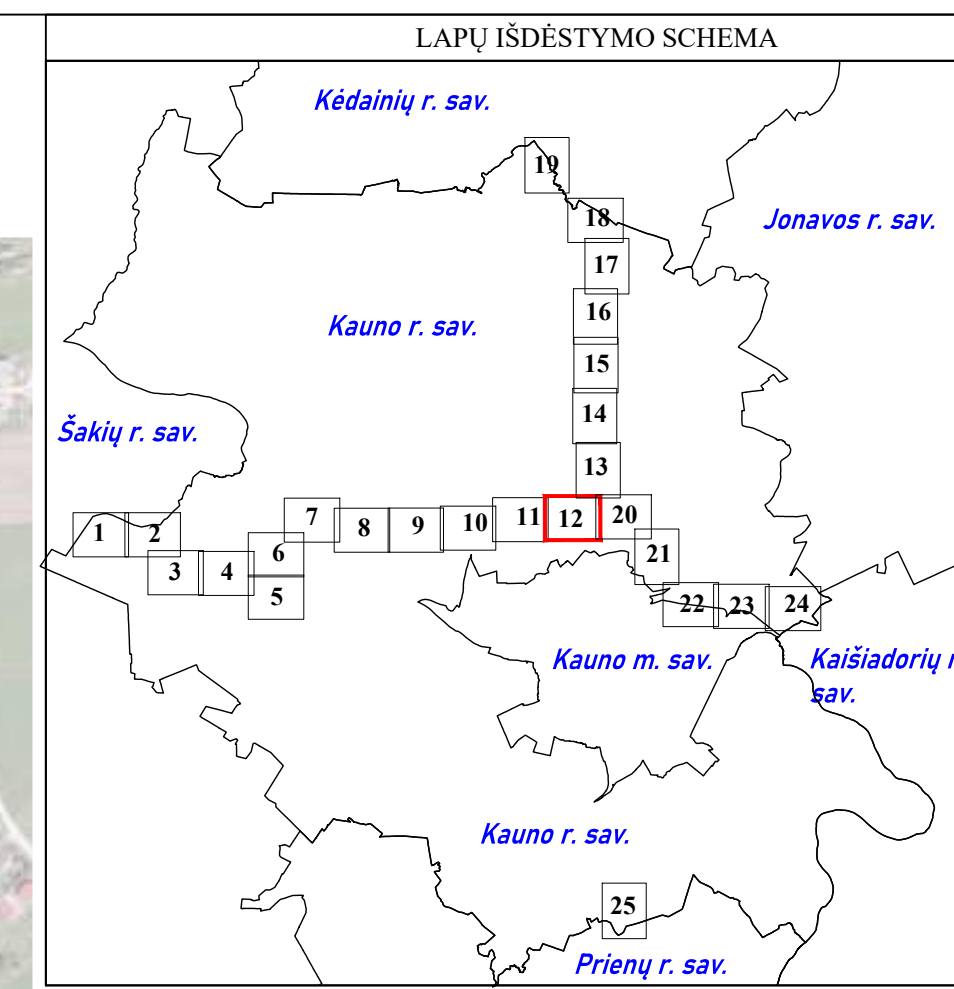 LAPŲ IŠDĖSTYMO SCHEMA
Kėdainių r. sav.
19
18
Jonavos r. sav.
17
16
Kauno r. sav.
15
14
Šakių r. sav.
13
1
2
3
4
5
6
7
8
9
10
11
12
20
21
22
23
24
Kauno m. sav.
Kaišiadorių r
sav.
Kauno r. sav.
25
Prienų r. sav.